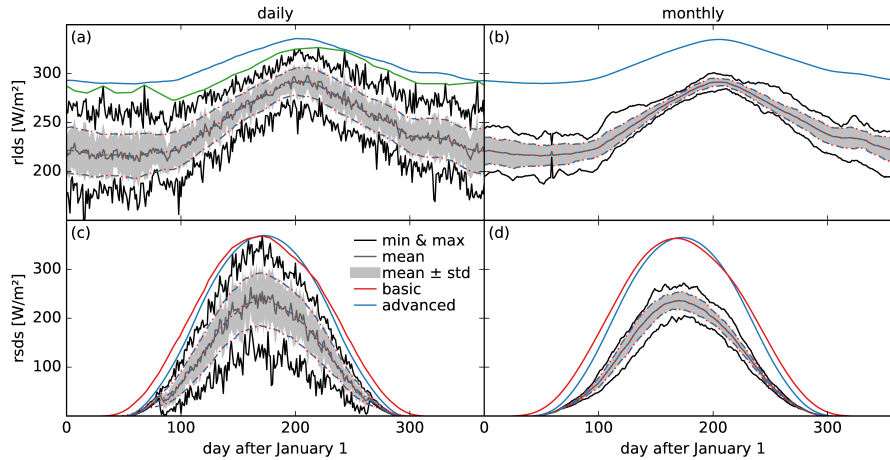 daily
monthly
(a)
(b)
rlds [W/m²]
300
250
200
(c)
(d)
min & max
mean
mean ± std
basic
advanced
rsds [W/m²]
300
200
100
0 100 200 300
0 100 200 300
day after January 1
day after January 1